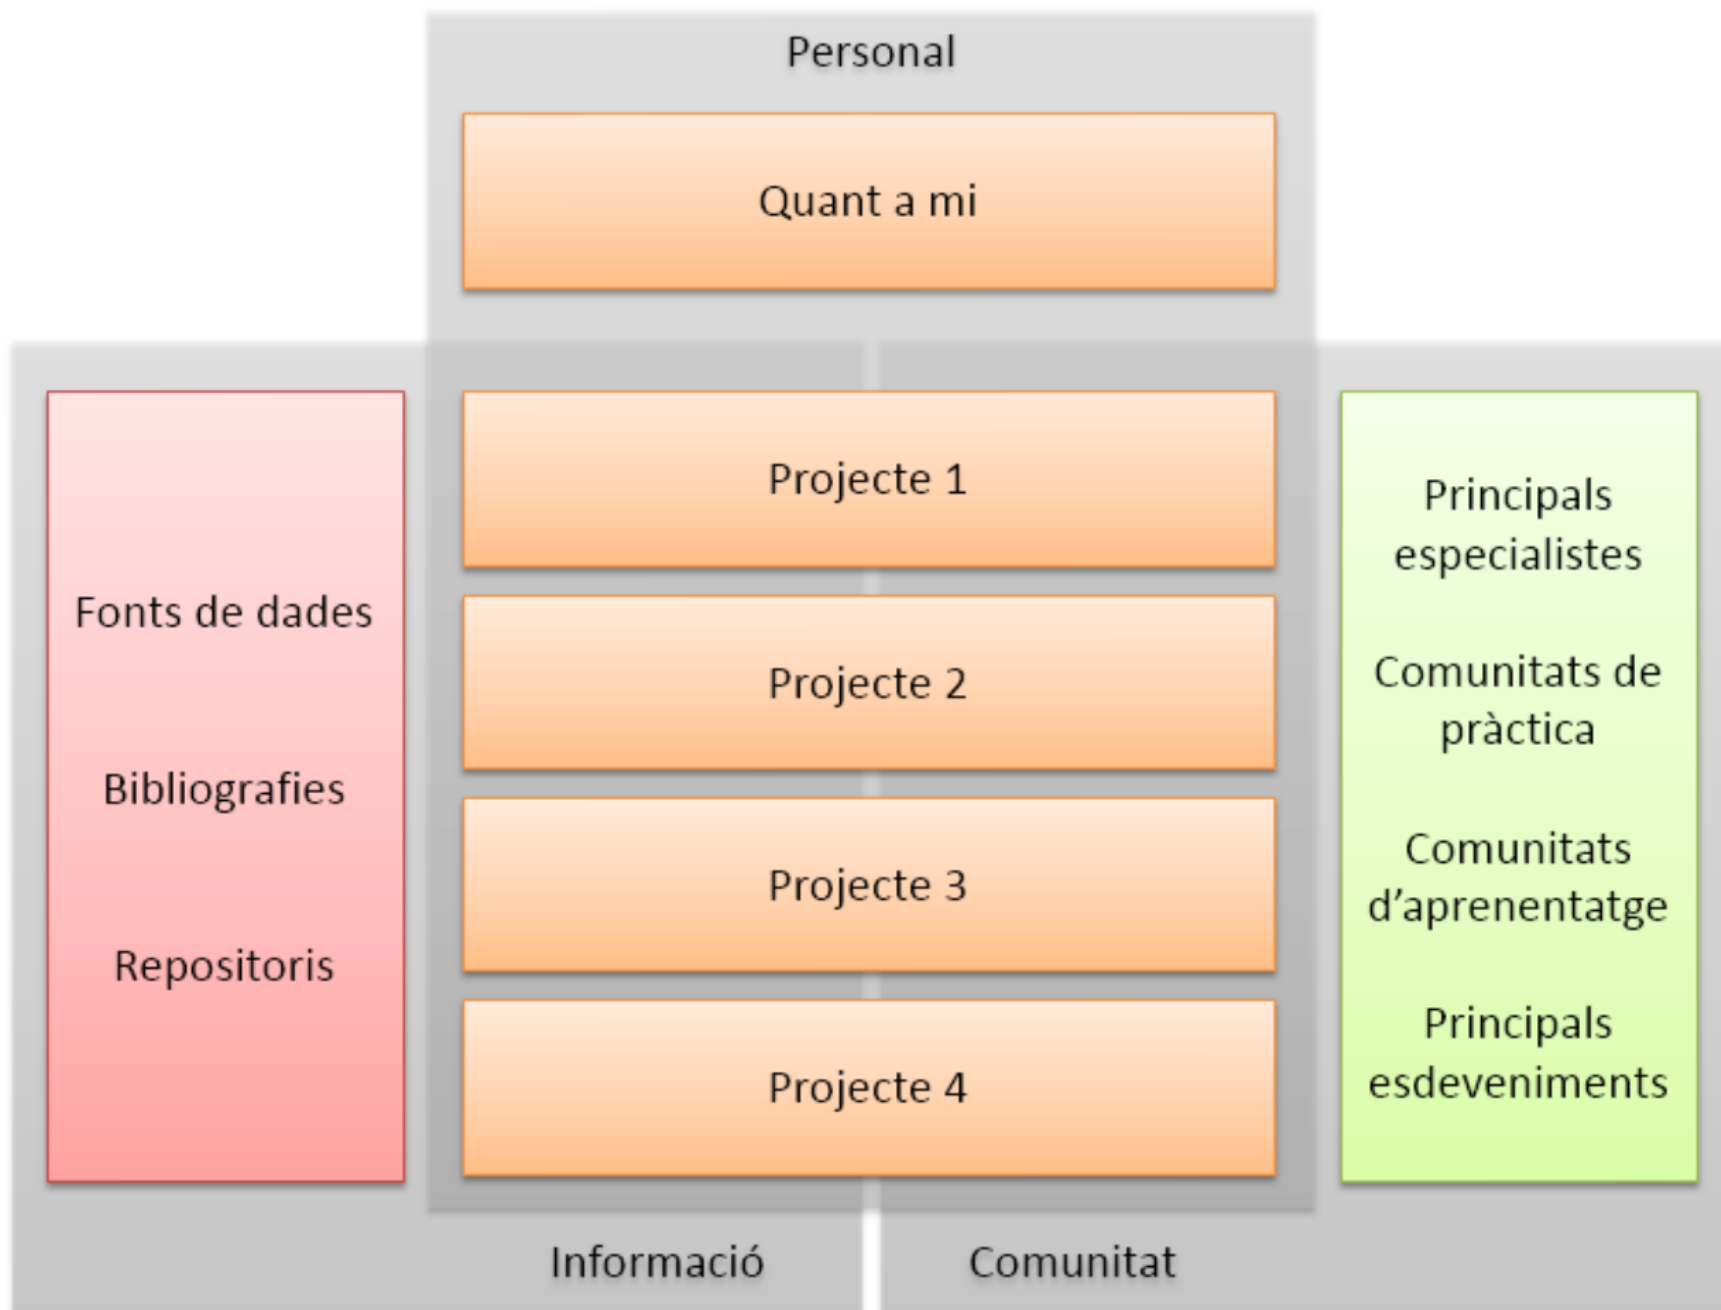 Personal
Quant a mi
Fonts de dades
Bibliografies
Repositoris
Projecte 1
Projecte 2
Projecte 3
Projecte 4
Principals
especialistes
Comunitats de
pràctica
Comunitats
d’aprenentatge
Principals
esdeveniments
Informació
Comunitat